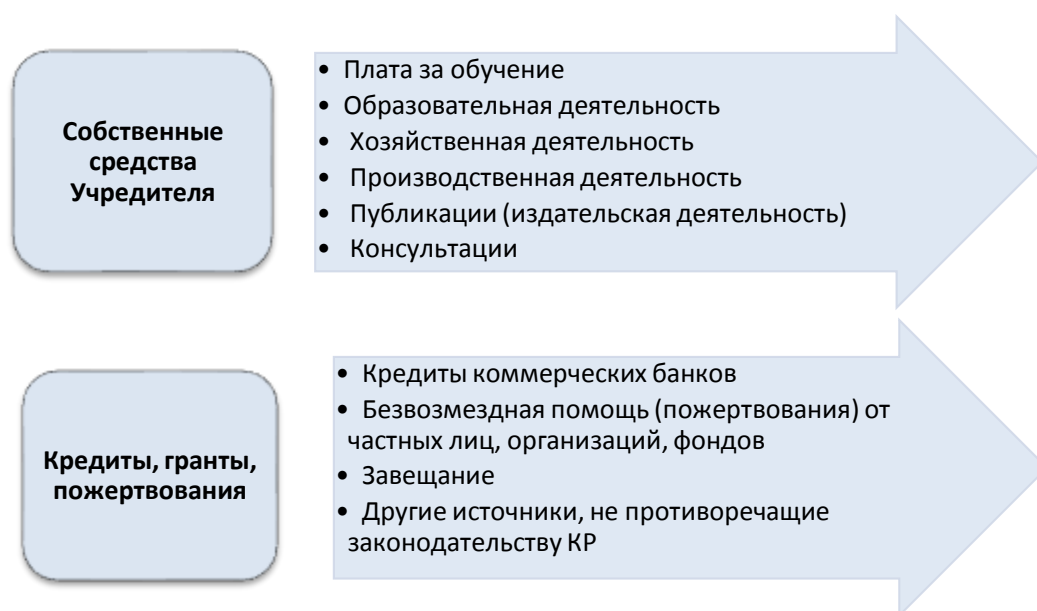 Собственные
средства
Учредителя
• Плата за обучение
• Образовательная деятельность
• Хозяйственная деятельность
• Производственная деятельность
• Публикации (издательская деятельность)
• Консультации
Кредиты, гранты,
пожертвования
• Кредиты коммерческих банков
• Безвозмездная помощь (пожертвования) от
частных лиц, организаций, фондов
• Завещание
• Другие источники, не противоречащие
законодательству КР